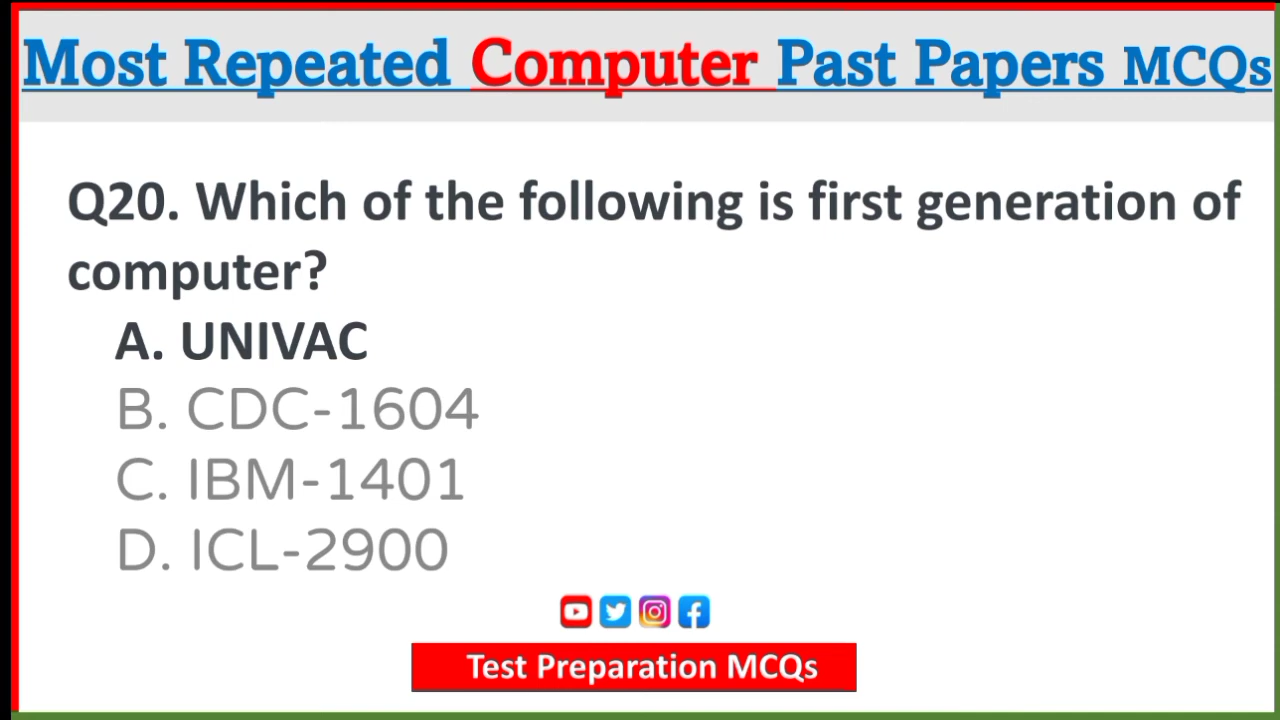 Most Repeated Computer Past Papers MCQs
Q20. Which of the following is first generation of
computer?
A. UNIVAC
B. CDC-1604
C. IBM-1401
D. ICL-2900
Test Preparation MCQs